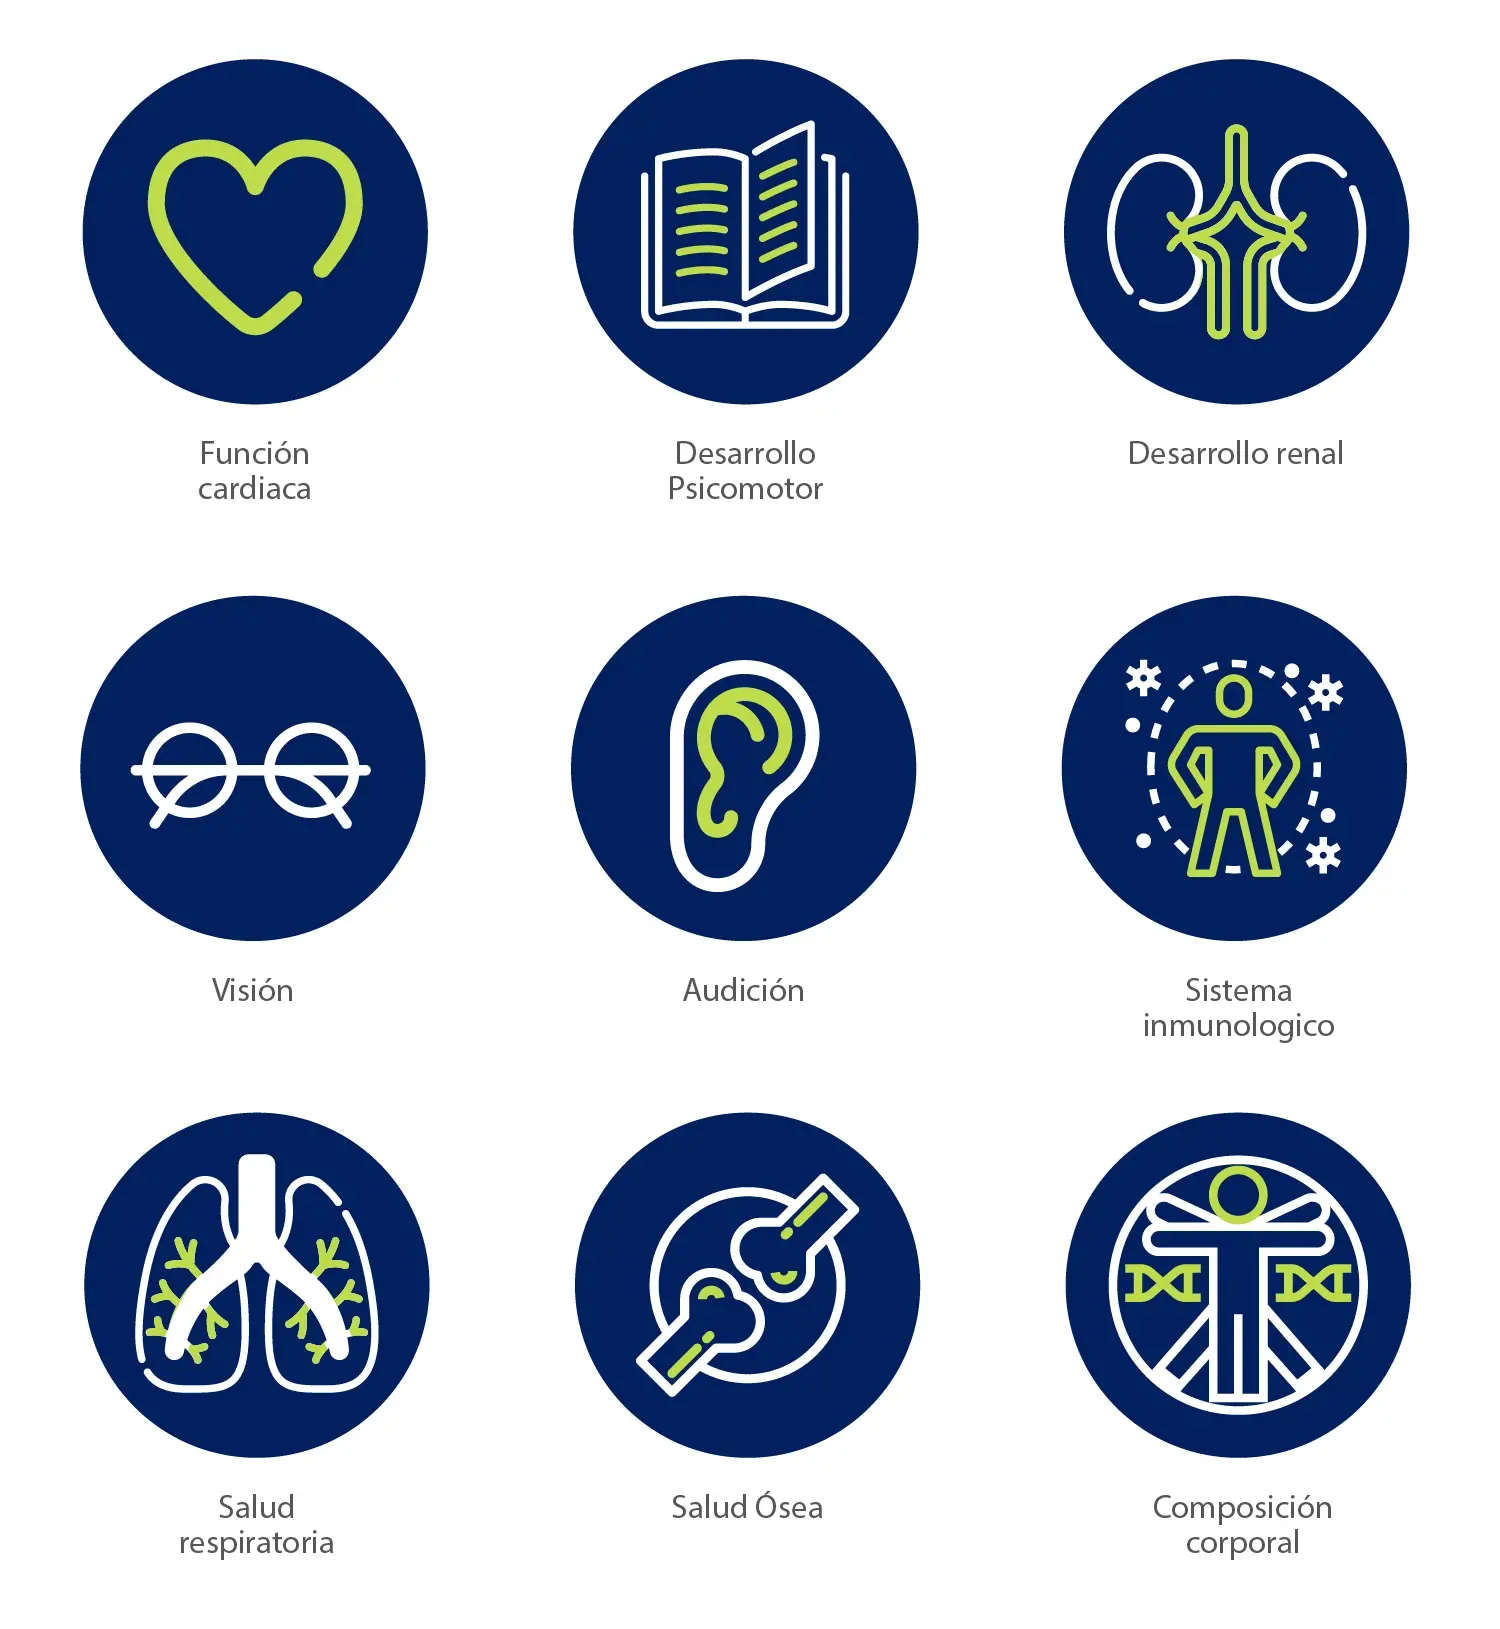 Función
cardiaca
Desarrollo
Psicomotor
Desarrollo renal
Visión
Audición
Sistema
inmunologico
Salud
respiratoria
Salud Ósea
Composición
corporal